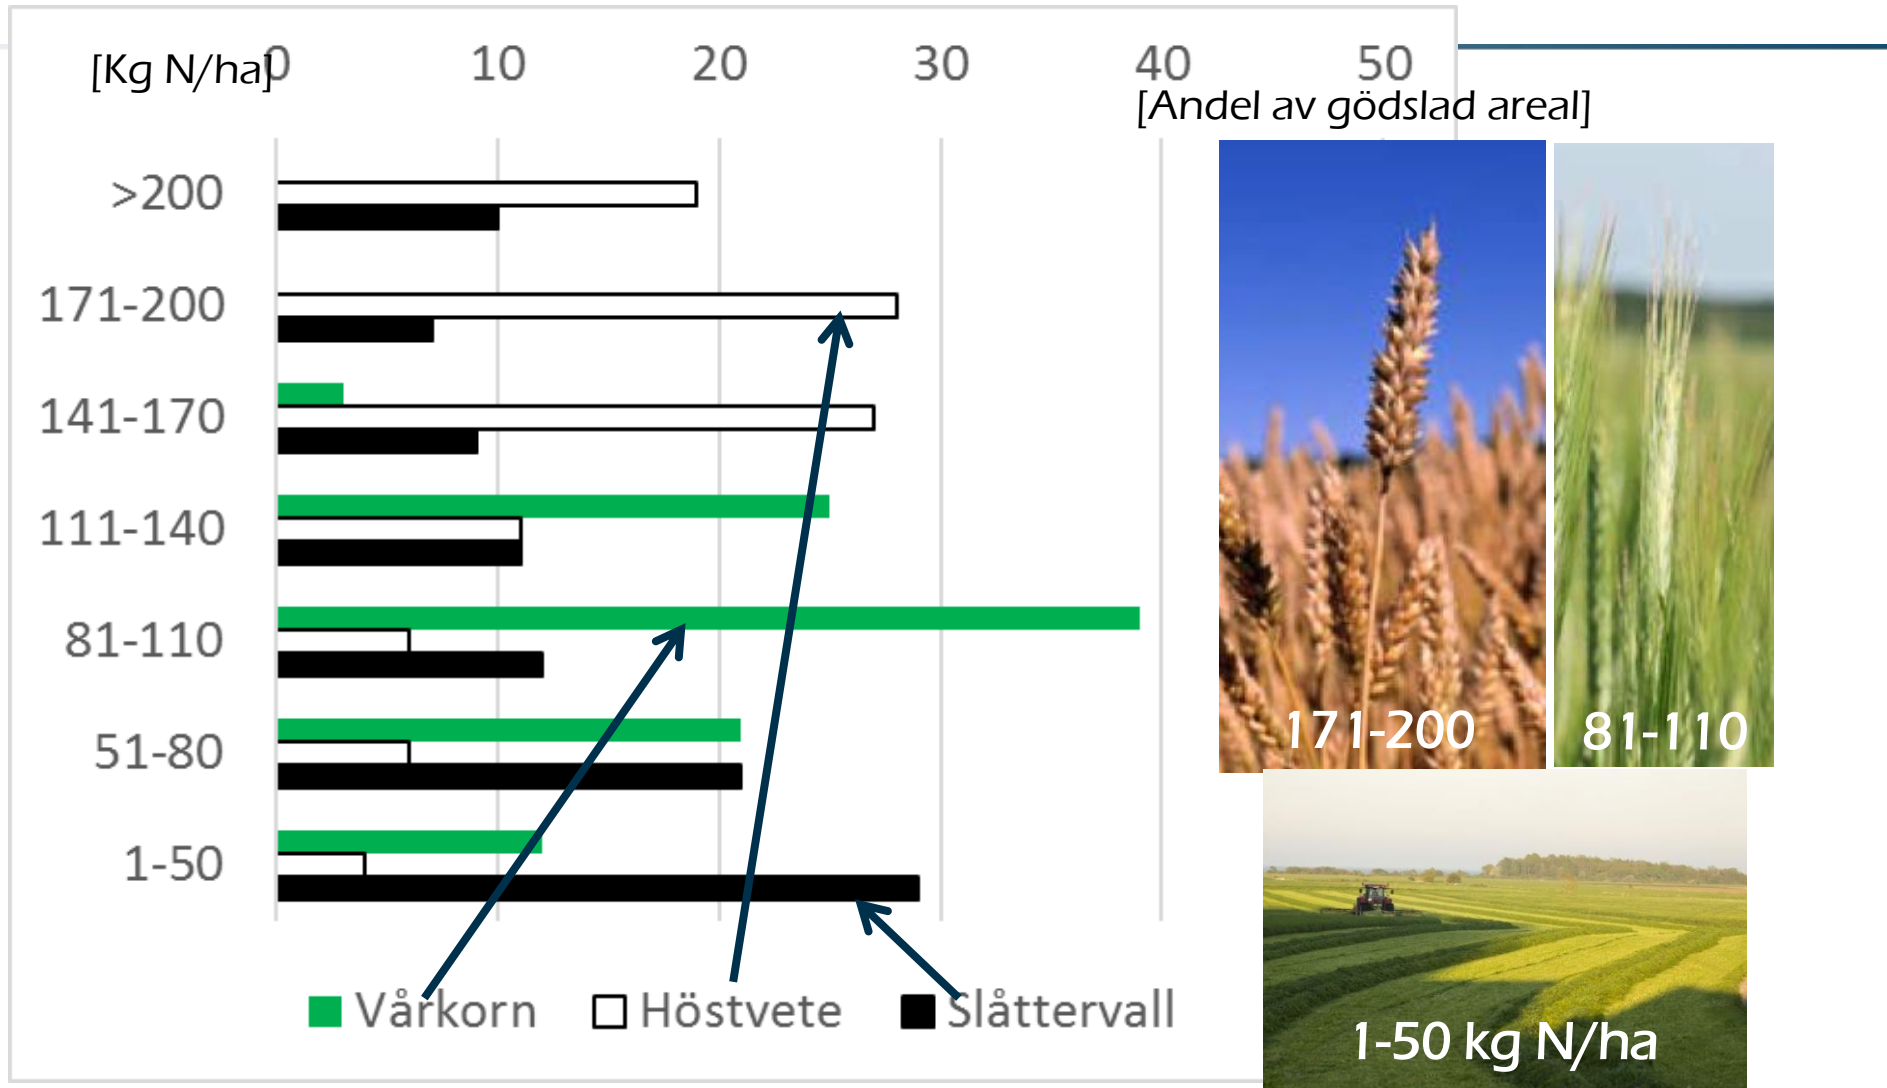 [Kg N/ha]
0 10 20 30 40 50
[Andel av gödslad areal]
>200
171-200
141-170
111-140
81-110
51-80
1-50
Vårkorn Höstvete Slåttervall
171-200
81-110
1-50 kg N/ha